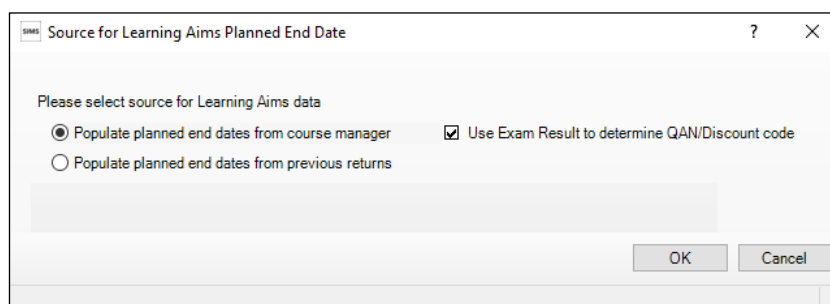 SIMS Source for Learning Aims Planned End Date ?
Please select source for Learning Aims data
Populate planned end dates from course manager Use Exam Result to determine QAN/Discount code
Populate planned end dates from previous returns
OK Cancel